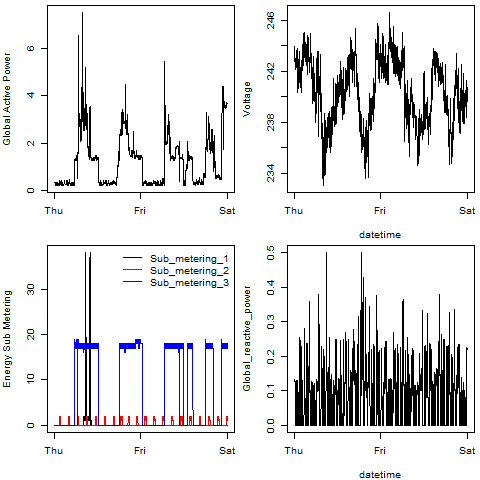 Global Active Power
0
2
4
6
Thu
Fri
Sat
Voltage
234
238
242
246
Thu
Fri
Sat
datetime
Energy Sub Metering
0
10
20
30
Sub_metering_1
Sub_metering_2
Sub_metering_3
Thu
Fri
Sat
Global_reactive_power
0.0
0.1
0.2
0.3
0.4
0.5
Thu
Fri
Sat
datetime